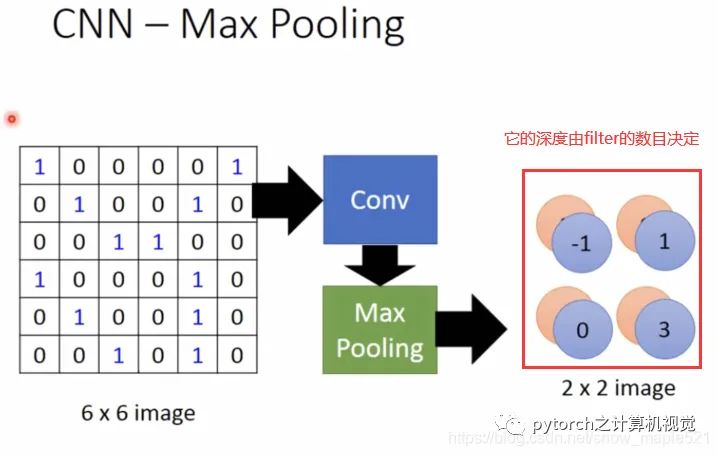 CNN – Max Pooling
它的深度由filter的数目决定
1 0 0 0 0 1
0 1 0 0 1 0
0 0 1 1 0 0
1 0 0 0 1 0
0 1 0 0 1 0
0 0 1 0 1 0
Conv
Max
Pooling
-1 1
0 3
6 x 6 image
2 x 2 image
pytorch之计算机视觉
https://blog.csdn.net/snow_maple521